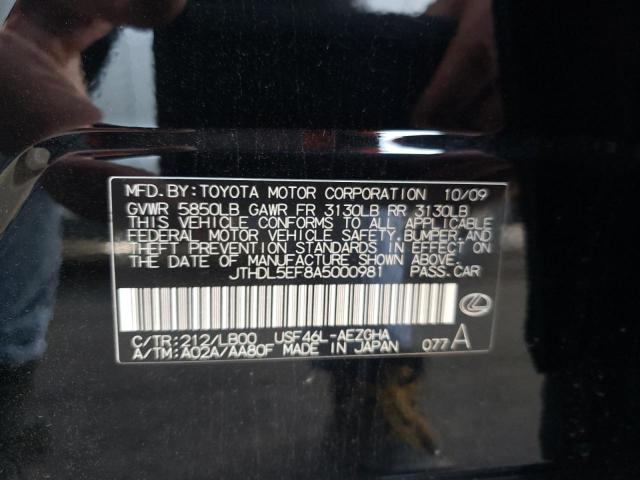 MFD. BY:TOYOTA MOTOR CORPORATION 10/09
GVWR 5850LB GAWR FR 3130LB RR 3130LB
THIS VEHICLE CONFORMS TO ALL APPLICABLE
FEDERAL MOTOR VEHICLE SAFETY,BUMPER,AND
THEFT PREVENTION STANDARDS IN EFFECT ON
THE DATE OF MANUFACTURE SHOWN ABOVE.
JTHDL5EF8A5000981 PASS.CAR
C/TR:212/LB00 USF46L-AEZGHA
A/TM:A02A/AA80F MADE IN JAPAN 077 A